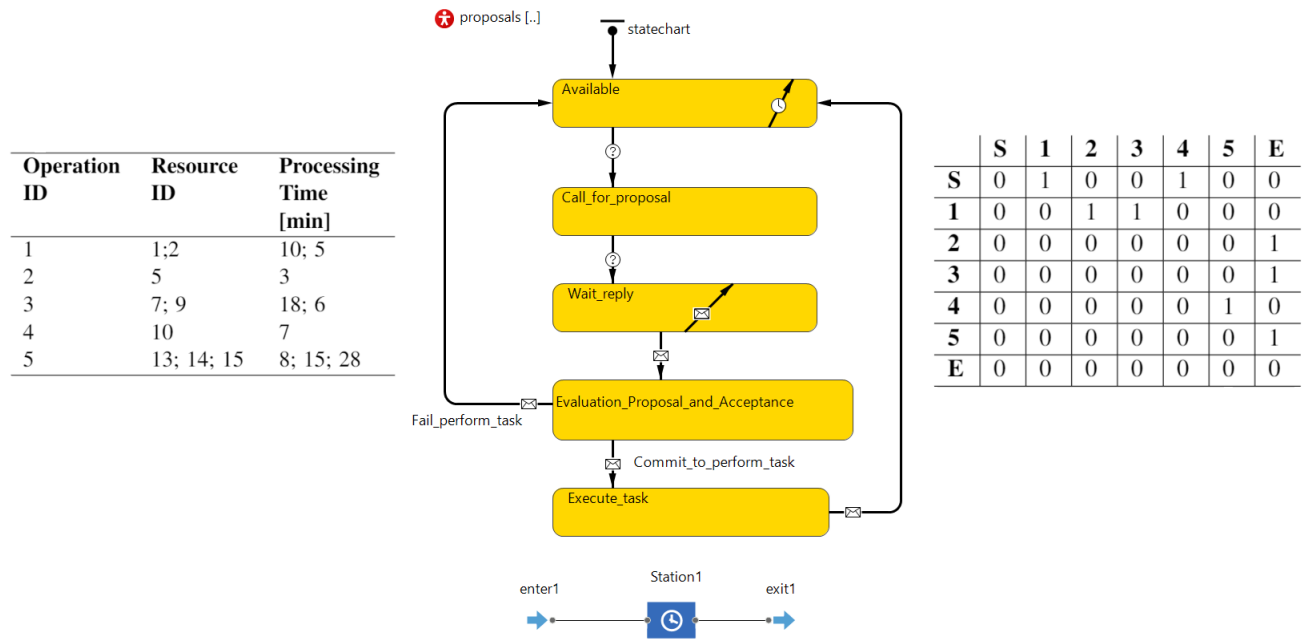 proposals [..]
statechart
Available
Call_for_proposal
Wait_reply
Evaluation_Proposal_and_Acceptance
Fail_perform_task
Commit_to_perform_task
Execute_task
Station1
enter1
exit1
Operation ID Resource ID Processing Time [min]
1 1;2 10; 5
2 5 3
3 7; 9 18; 6
4 10 7
5 13; 14; 15 8; 15; 28
S 1 2 3 4 5 E
S 0 1 0 0 1 0 0
1 0 0 1 1 0 0 0
2 0 0 0 0 0 0 1
3 0 0 0 0 0 0 1
4 0 0 0 0 0 1 0
5 0 0 0 0 0 0 1
E 0 0 0 0 0 0 0